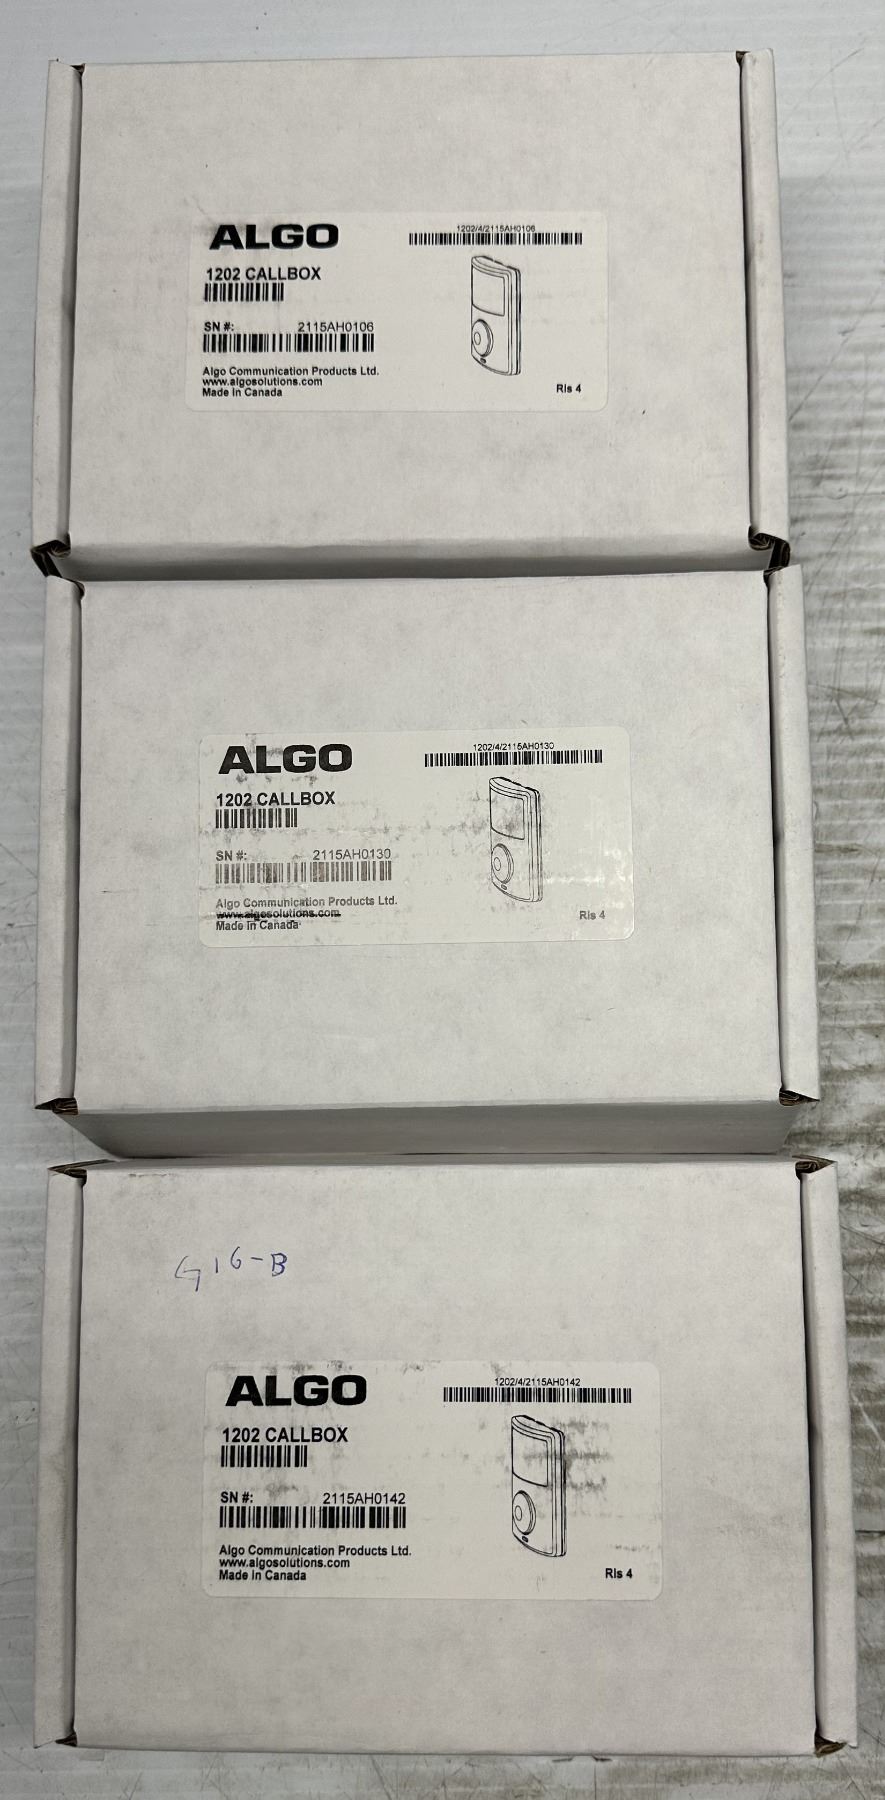 ALGO
1202/4/2115AH0106
1202 CALLBOX
SN #: 2115AH0106
Algo Communication Products Ltd.
www.algosolutions.com
Made in Canada
Rls 4
ALGO
1202/4/2115AH0130
1202 CALLBOX
SN #: 2115AH0130
Algo Communication Products Ltd.
www.algosolutions.com
Made in Canada
Rls 4
G16-B
ALGO
1202/4/2115AH0142
1202 CALLBOX
SN #: 2115AH0142
Algo Communication Products Ltd.
www.algosolutions.com
Made in Canada
Rls 4